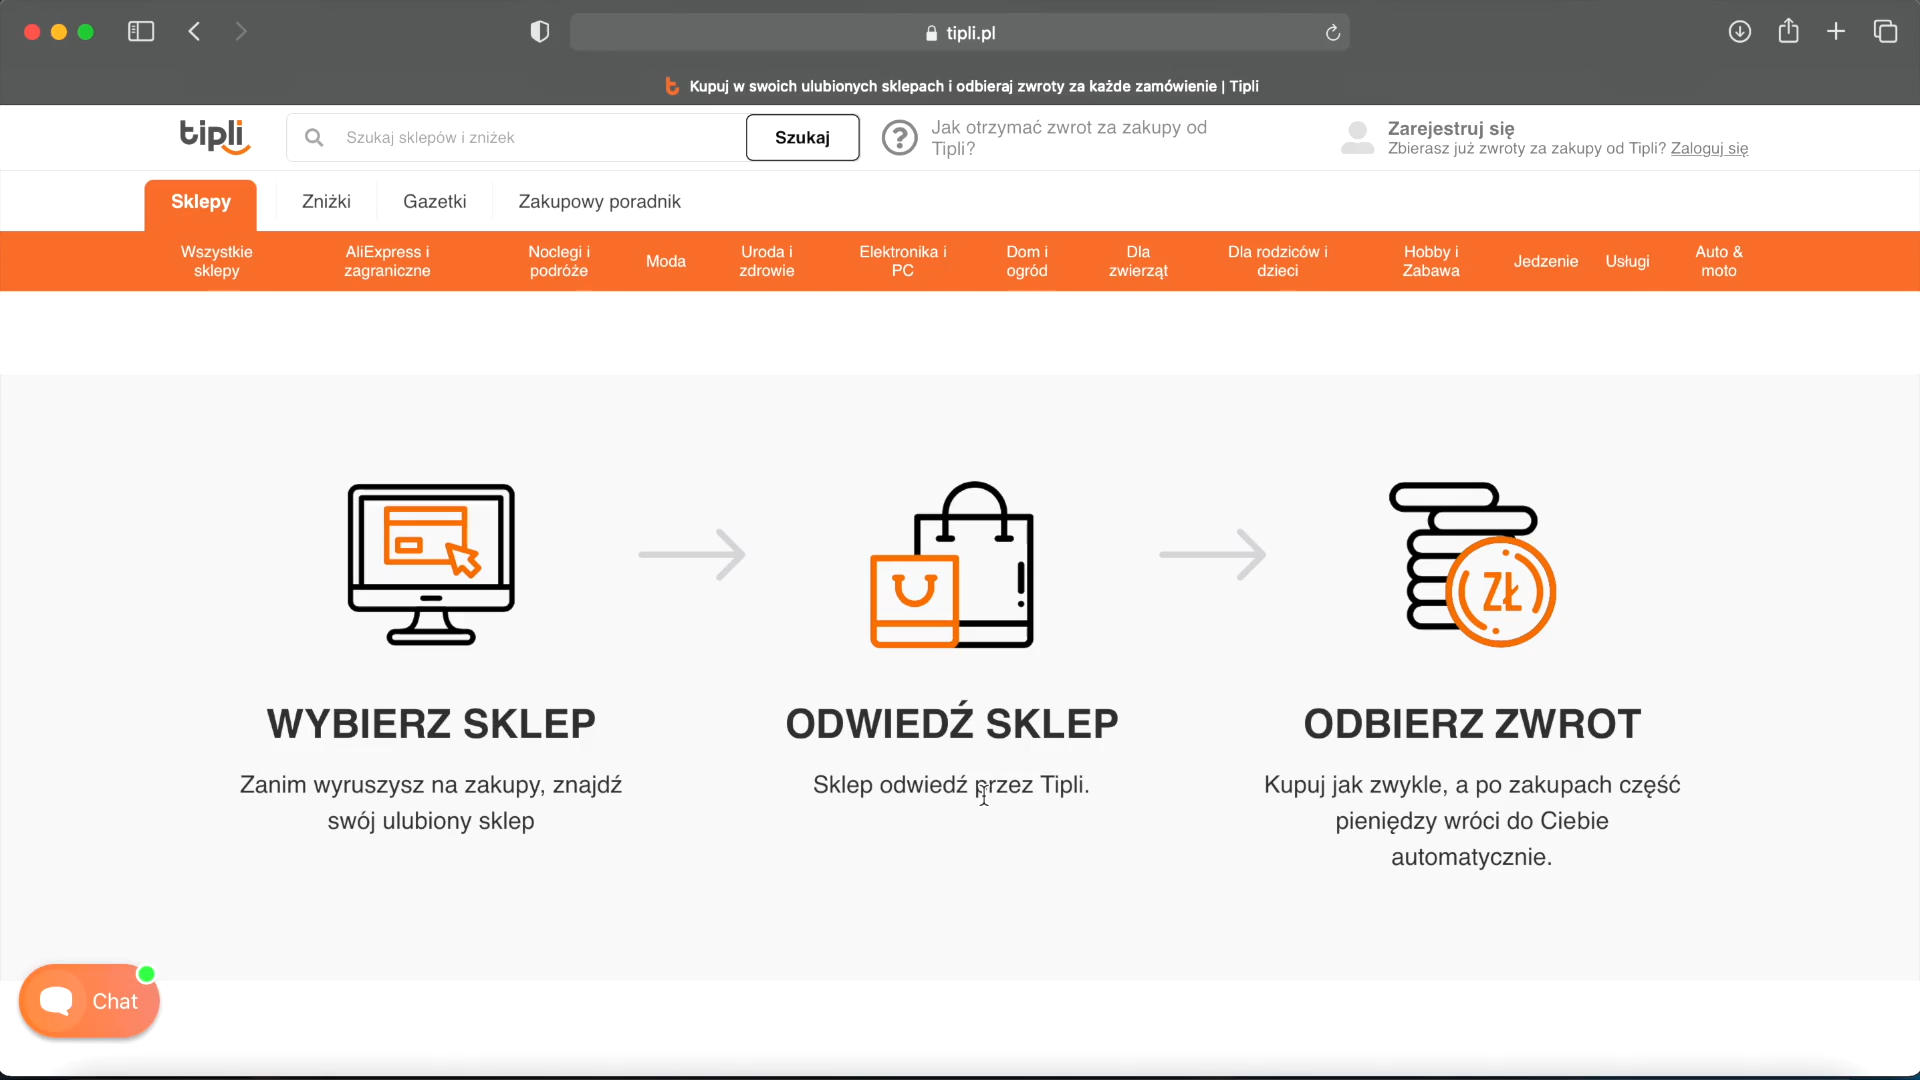 tipli.pl
Kupuj w swoich ulubionych sklepach i odbieraj zwroty za każde zamówienie | Tipli
tipli
Szukaj sklepów i zniżek
Szukaj
Jak otrzymać zwrot za zakupy od
Tipli?
Zarejestruj się
Zbierasz już zwroty za zakupy od Tipli? Zaloguj się
Sklepy
Zniżki
Gazetki
Zakupowy poradnik
Wszystkie
sklepy
AliExpress i
zagraniczne
Noclegi i
podróże
Moda
Uroda i
zdrowie
Elektronika i
PC
Dom i
ogród
Dla
zwierząt
Dla rodziców i
dzieci
Hobby i
Zabawa
Jedzenie
Usługi
Auto &
moto
ZŁ
WYBIERZ SKLEP
Zanim wyruszysz na zakupy, znajdź
swój ulubiony sklep
ODWIEDŹ SKLEP
Sklep odwiedź przez Tipli.
ODBIERZ ZWROT
Kupuj jak zwykle, a po zakupach część
pieniędzy wróci do Ciebie
automatycznie.
Chat